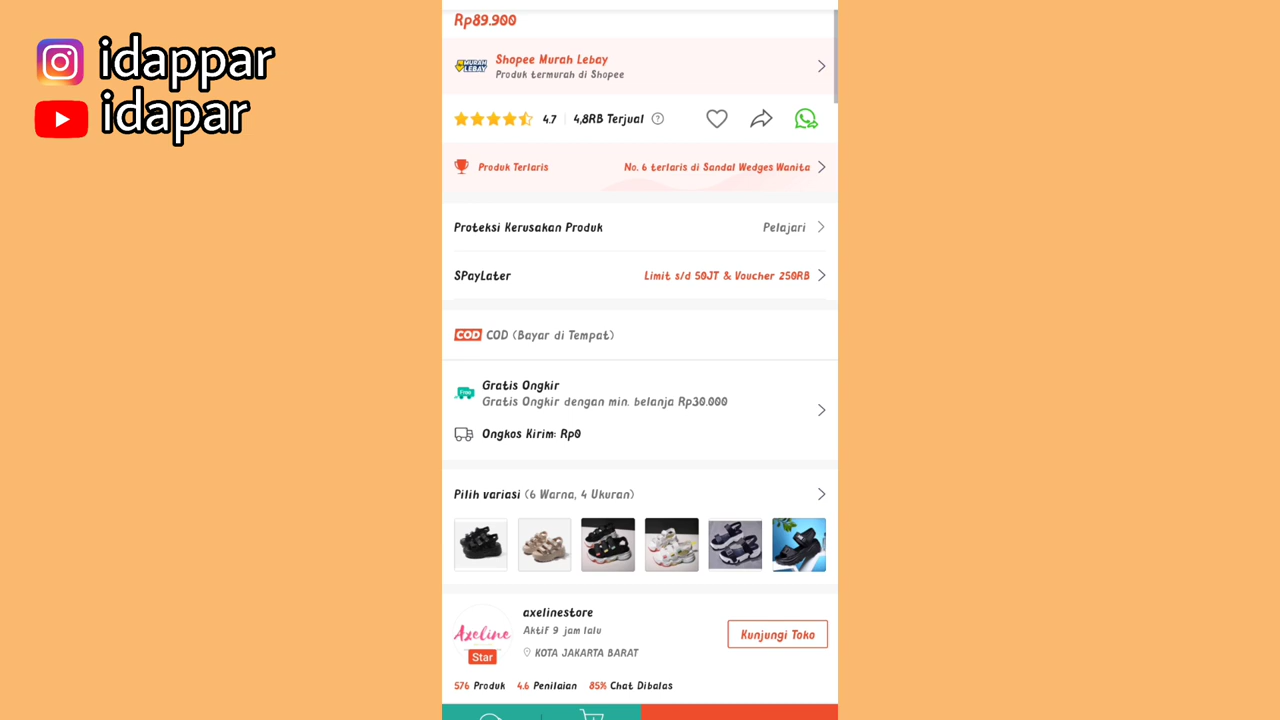 idappar
idapar
Rp89.900
MURAH LEBAY
Shopee Murah Lebay
Produk termurah di Shopee
4.7 4,8RB Terjual ?
Produk Terlaris No. 6 terlaris di Sandal Wedges Wanita
Proteksi Kerusakan Produk Pelajari
SPayLater Limit s/d 50JT & Voucher 250RB
COD COD (Bayar di Tempat)
Free Gratis Ongkir
Gratis Ongkir dengan min. belanja Rp30.000
Ongkos Kirim: Rp0
Pilih variasi (6 Warna, 4 Ukuran)
axelinestore
Aktif 9 jam lalu
Axeline
Star
Kunjungi Toko
KOTA JAKARTA BARAT
576 Produk 4.6 Penilaian 85% Chat Dibalas